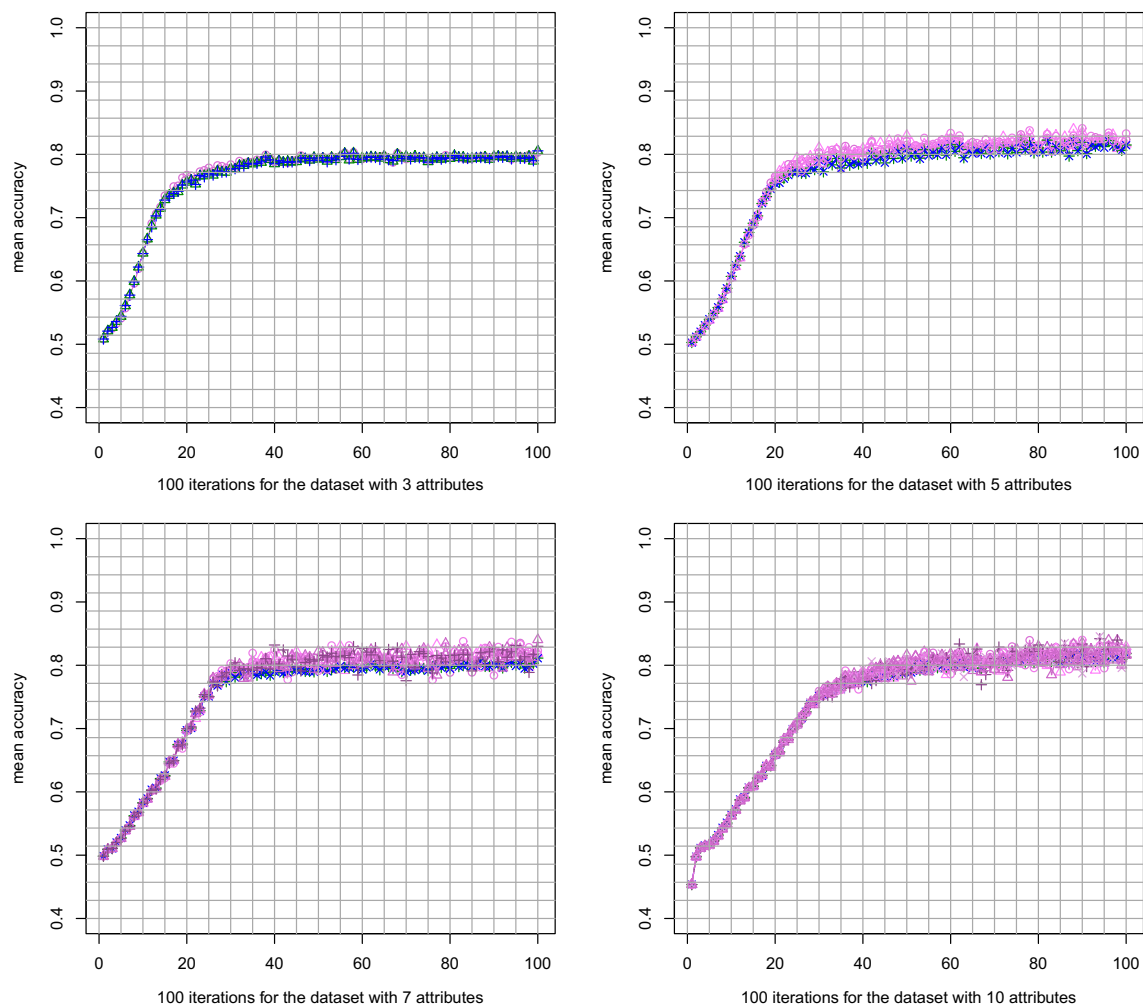 1.0
0.9
0.8
0.7
0.6
0.5
0.4
mean accuracy
0 20 40 60 80 100
100 iterations for the dataset with 3 attributes
1.0
0.9
0.8
0.7
0.6
0.5
0.4
mean accuracy
0 20 40 60 80 100
100 iterations for the dataset with 5 attributes
1.0
0.9
0.8
0.7
0.6
0.5
0.4
mean accuracy
0 20 40 60 80 100
100 iterations for the dataset with 7 attributes
1.0
0.9
0.8
0.7
0.6
0.5
0.4
mean accuracy
0 20 40 60 80 100
100 iterations for the dataset with 10 attributes